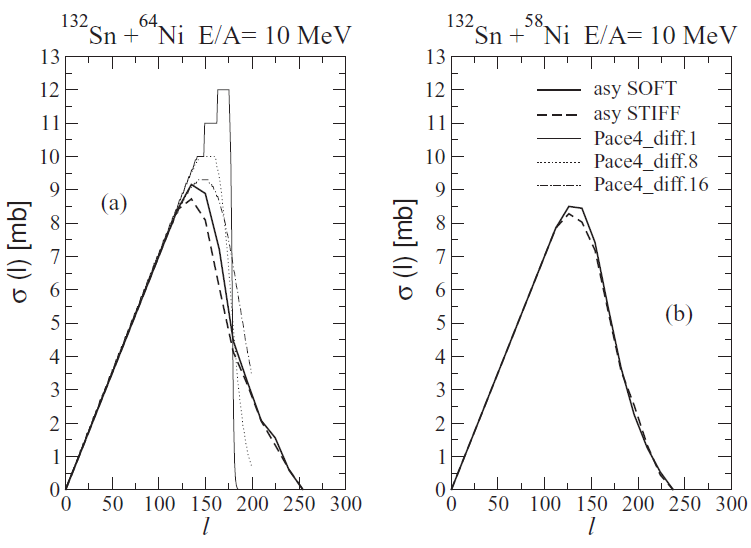 132Sn + 64Ni E/A= 10 MeV
13
12
11
10
9
8
7
6
5
4
3
2
1
0
σ (l) [mb]
(a)
0 50 100 150 200 250 300
l
132Sn + 58Ni E/A= 10 MeV
13
12
11
10
9
8
7
6
5
4
3
2
1
0
σ (l) [mb]
asy SOFT
asy STIFF
Pace4_diff.1
Pace4_diff.8
Pace4_diff.16
(b)
0 50 100 150 200 250 300
l